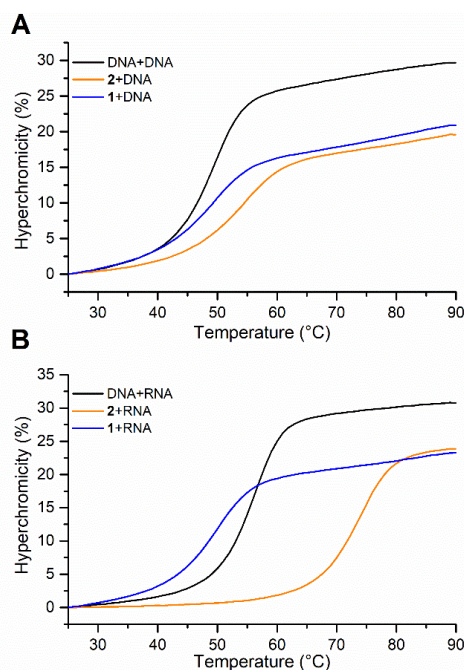 A
DNA+DNA
2+DNA
1+DNA
Hyperchromicity (%)
30
25
20
15
10
5
0
30 40 50 60 70 80 90
Temperature (°C)
B
DNA+RNA
2+RNA
1+RNA
Hyperchromicity (%)
35
30
25
20
15
10
5
0
30 40 50 60 70 80 90
Temperature (°C)